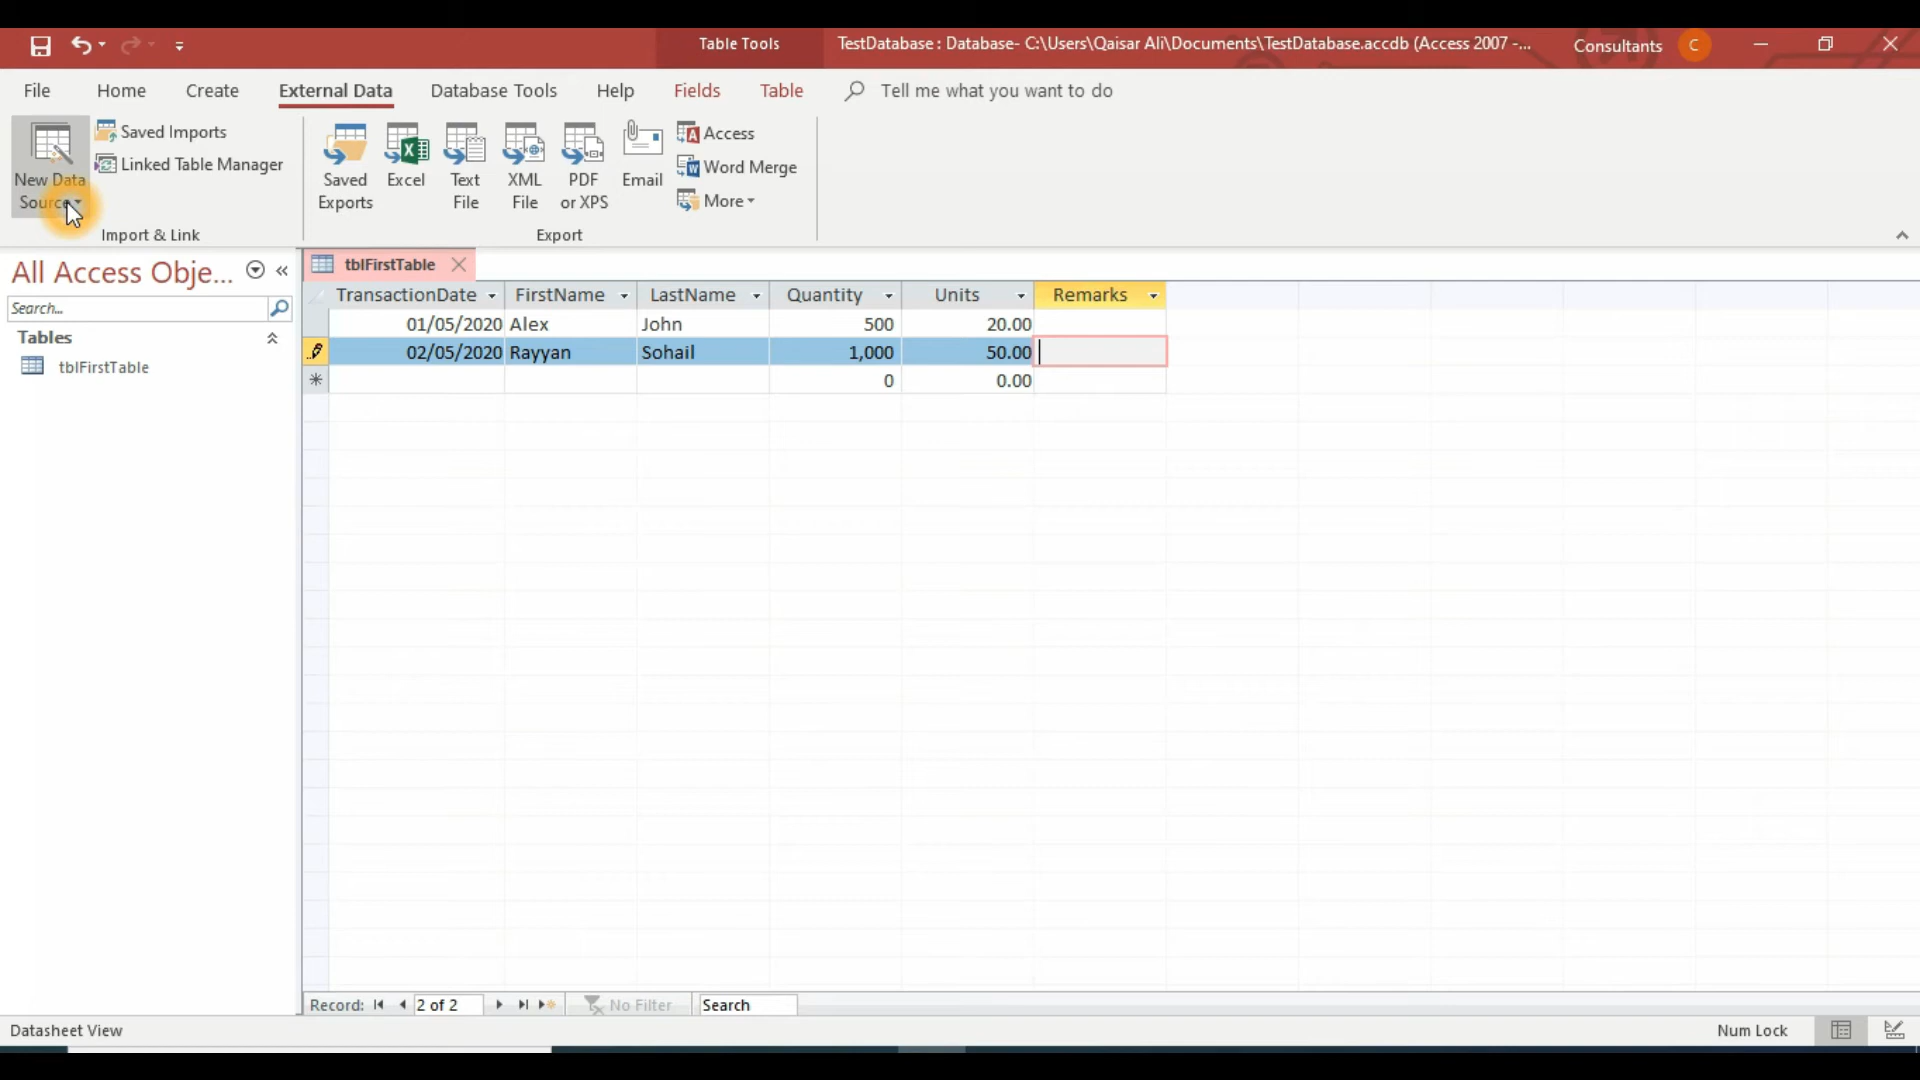 Table Tools
TestDatabase : Database- C:\Users\Qaisar Ali\Documents\TestDatabase.accdb (Access 2007 -...
Consultants
C
File
Home
Create
External Data
Database Tools
Help
Fields
Table
Tell me what you want to do
New Data
Source
Saved Imports
Linked Table Manager
Import & Link
Saved
Exports
Excel
Text
File
XML
File
PDF
or XPS
Email
Access
Word Merge
More
Export
All Access Obje...
Search...
Tables
tblFirstTable
tblFirstTable
TransactionDate FirstName LastName Quantity Units Remarks
01/05/2020 Alex John 500 20.00
02/05/2020 Rayyan Sohail 1,000 50.00
0 0.00
Record: 2 of 2 No Filter Search
Datasheet View
Num Lock